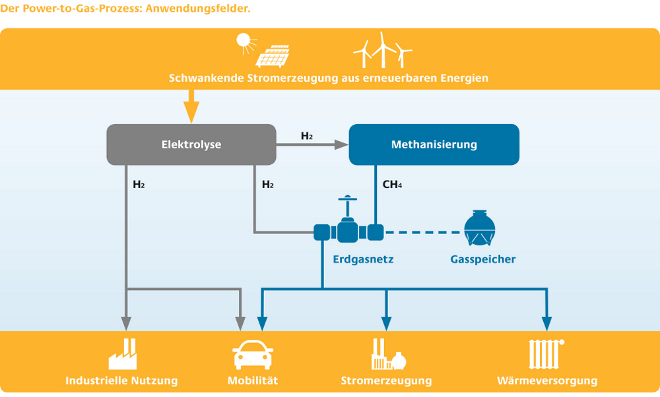 Der Power-to-Gas-Prozess: Anwendungsfelder.
Schwankende Stromerzeugung aus erneuerbaren Energien
Elektrolyse
H₂
Methanisierung
H₂
H₂
CH₄
Erdgasnetz
Gasspeicher
Industrielle Nutzung
Mobilität
Stromerzeugung
Wärmeversorgung